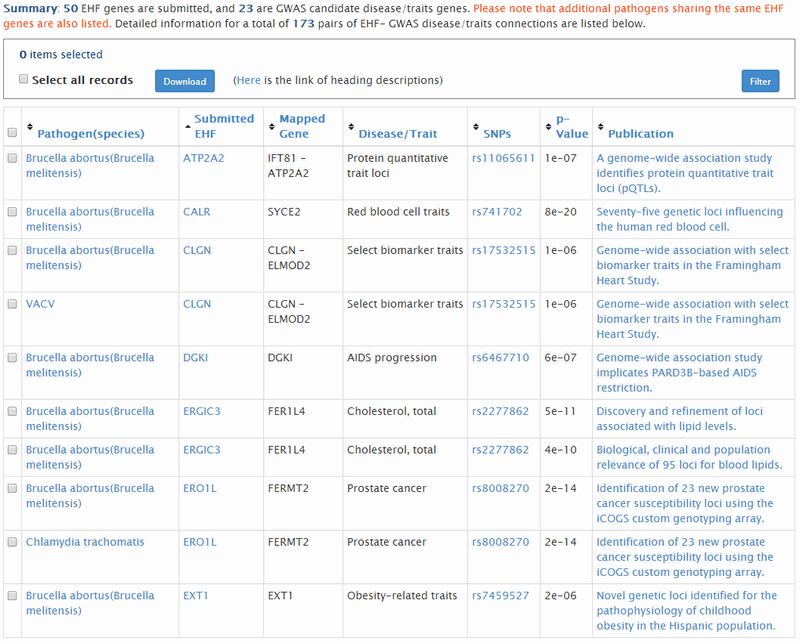 Summary: 50 EHF genes are submitted, and 23 are GWAS candidate disease/traits genes. Please note that additional pathogens sharing the same EHF
genes are also listed. Detailed information for a total of 173 pairs of EHF- GWAS disease/traits connections are listed below.
0 items selected
Select all records Download (Here is the link of heading descriptions) Filter
Pathogen(species) Submitted EHF Mapped Gene Disease/Trait SNPs p-Value Publication
Brucella abortus(Brucella ATP2A2 IFT81 - Protein quantitative rs11065611 1e-07 A genome-wide association study
melitensis) ATP2A2 trait loci identifies protein quantitative trait
loci (pQTLs).
Brucella abortus(Brucella CALR SYCE2 Red blood cell traits rs741702 8e-20 Seventy-five genetic loci influencing
melitensis) the human red blood cell.
Brucella abortus(Brucella CLGN CLGN - Select biomarker traits rs17532515 1e-06 Genome-wide association with select
melitensis) ELMOD2 biomarker traits in the Framingham
Heart Study.
VACV CLGN CLGN - Select biomarker traits rs17532515 1e-06 Genome-wide association with select
ELMOD2 biomarker traits in the Framingham
Heart Study.
Brucella abortus(Brucella DGKI DGKI AIDS progression rs6467710 6e-07 Genome-wide association study
melitensis) implicates PARD3B-based AIDS
restriction.
Brucella abortus(Brucella ERGIC3 FER1L4 Cholesterol, total rs2277862 5e-11 Discovery and refinement of loci
melitensis) associated with lipid levels.
Brucella abortus(Brucella ERGIC3 FER1L4 Cholesterol, total rs2277862 4e-10 Biological, clinical and population
melitensis) relevance of 95 loci for blood lipids.
Brucella abortus(Brucella ERO1L FERMT2 Prostate cancer rs8008270 2e-14 Identification of 23 new prostate
melitensis) cancer susceptibility loci using the
iCOGS custom genotyping array.
Chlamydia trachomatis ERO1L FERMT2 Prostate cancer rs8008270 2e-14 Identification of 23 new prostate
cancer susceptibility loci using the
iCOGS custom genotyping array.
Brucella abortus(Brucella EXT1 EXT1 Obesity-related traits rs7459527 2e-06 Novel genetic loci identified for the
melitensis) pathophysiology of childhood
obesity in the Hispanic population.